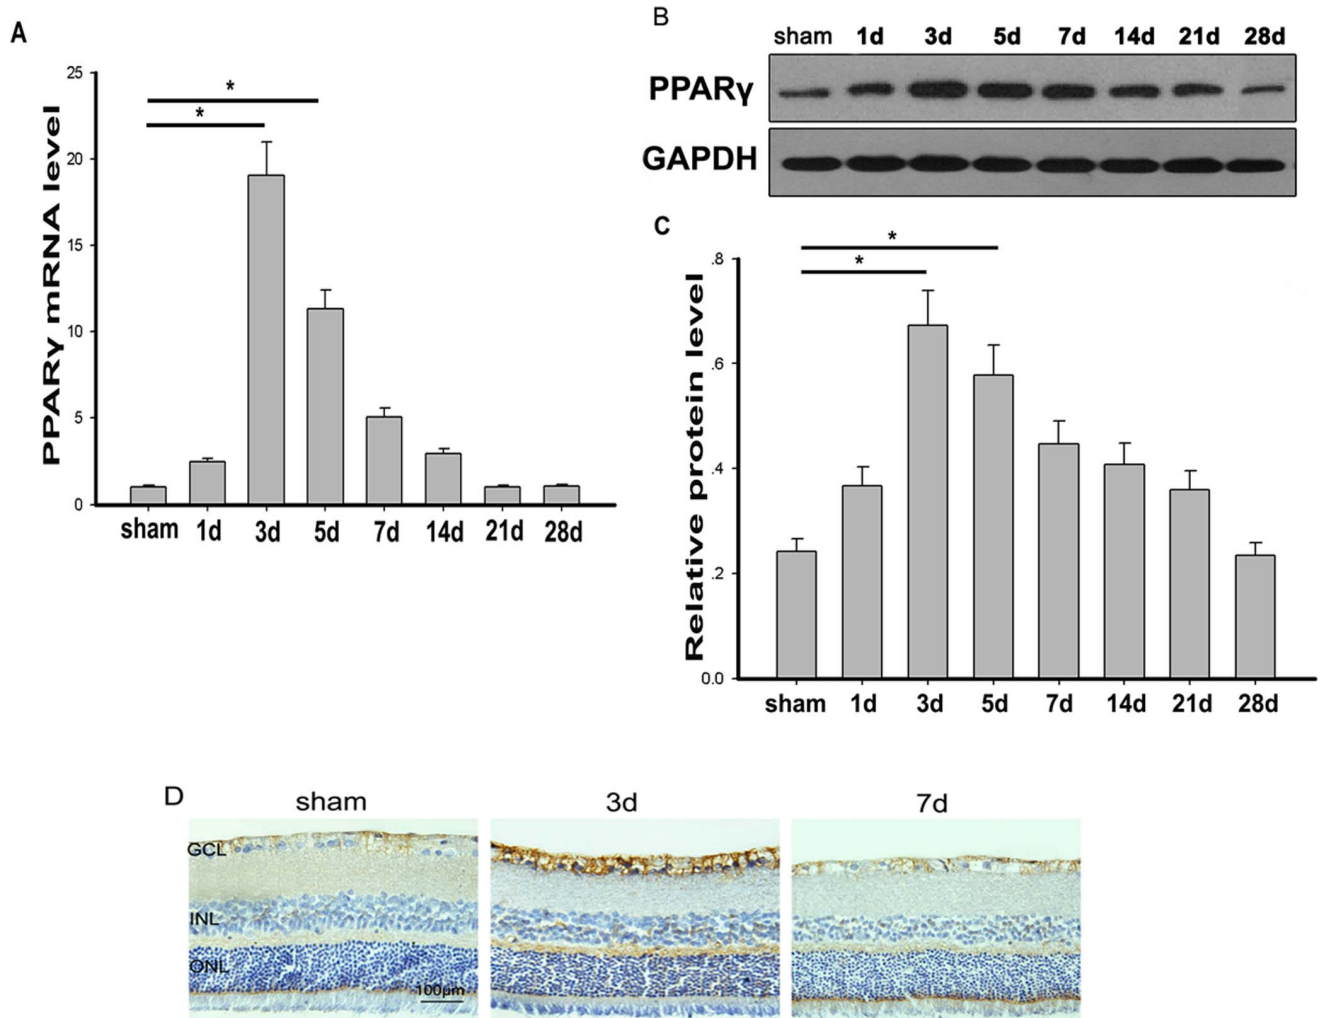 A
PPARγ mRNA level
25
20
15
10
5
0
*
*
sham 1d 3d 5d 7d 14d 21d 28d
B
sham 1d 3d 5d 7d 14d 21d 28d
PPARγ
GAPDH
C
Relative protein level
.8
.6
.4
.2
0.0
*
*
sham 1d 3d 5d 7d 14d 21d 28d
D
sham 3d 7d
GCL
INL
ONL
100μm